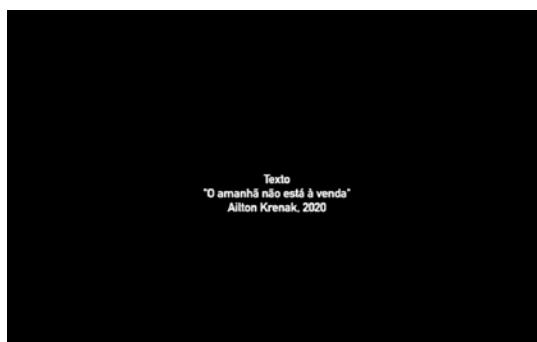 Texto
"O amanhã não está à venda"
Ailton Krenak, 2020